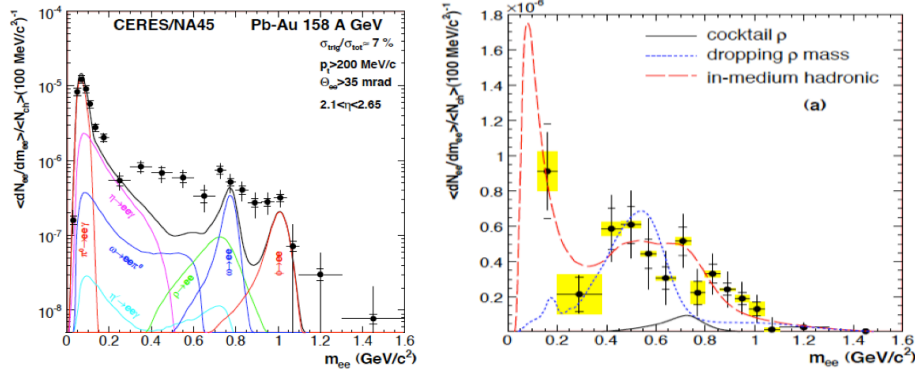 CERES/NA45 Pb-Au 158 A GeV
σtrig/σtot≈ 7 %
pt>200 MeV/c
Θee>35 mrad
2.1<η<2.65
<dNee/dmee>/<Nch>(100 MeV/c²)⁻¹
10⁻⁵
10⁻⁶
10⁻⁷
10⁻⁸
π⁰→eeγ
η→eeγ
ω→eeπ⁰
η'→eeγ
ρ→ee
ω→ee
φ→ee
0 0.2 0.4 0.6 0.8 1 1.2 1.4 1.6
mee (GeV/c²)
×10⁻⁶
<dNee/dmee>/<Nch>(100 MeV/c²)⁻¹
1.8
1.6
1.4
1.2
1
0.8
0.6
0.4
0.2
cocktail ρ
dropping ρ mass
in-medium hadronic
(a)
0 0.2 0.4 0.6 0.8 1 1.2 1.4 1.6
mee (GeV/c²)